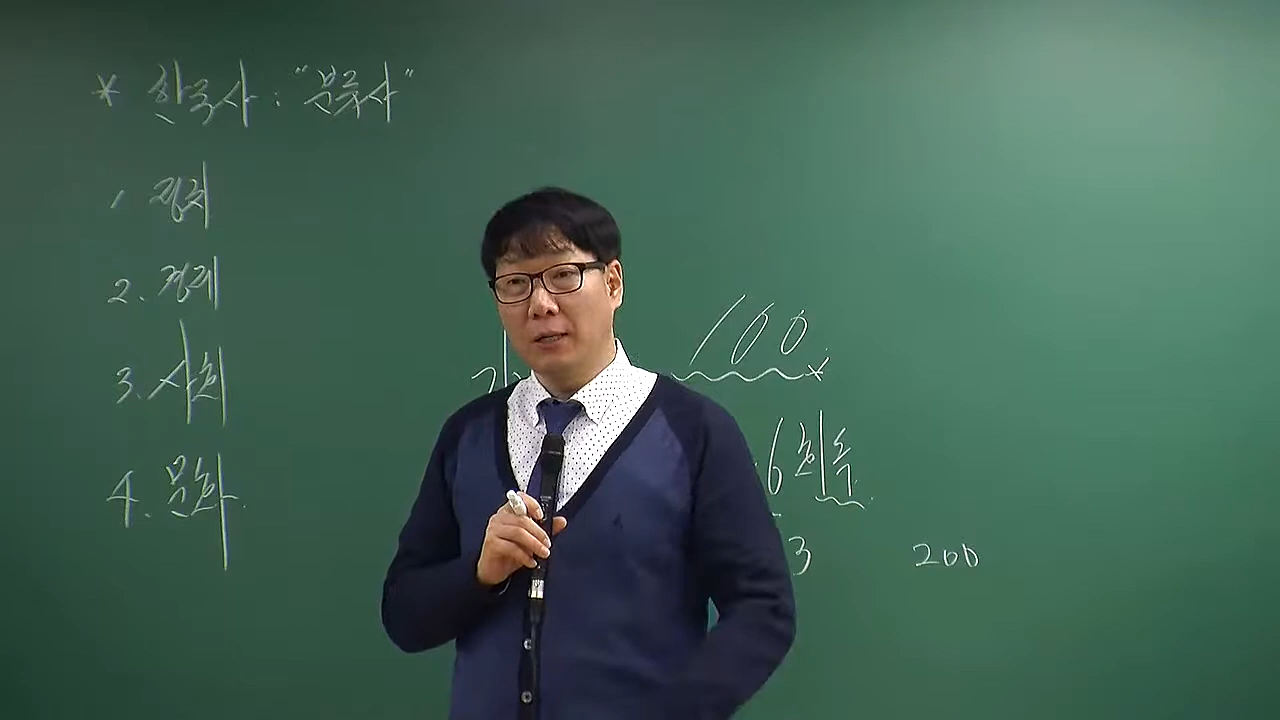 * 한국사 : "분류사"
1. 정치
2. 경제
3. 사회
4. 문화.
100
6회독.
3
200